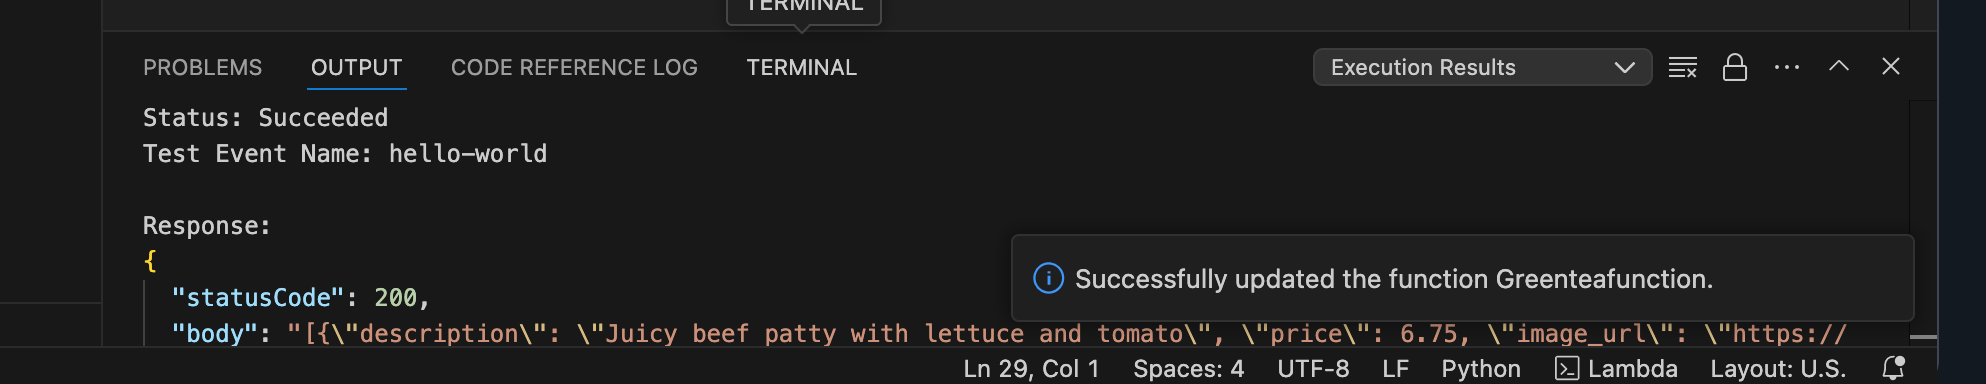 TERMINAL
PROBLEMS OUTPUT CODE REFERENCE LOG TERMINAL Execution Results
Status: Succeeded
Test Event Name: hello-world
Response:
{
"statusCode": 200,
Successfully updated the function Greenteafunction.
"body": "[{\"description\": \"Juicy beef patty with lettuce and tomato\", \"price\": 6.75, \"image_url\": \"https://
Ln 29, Col 1 Spaces: 4 UTF-8 LF Python Lambda Layout: U.S.